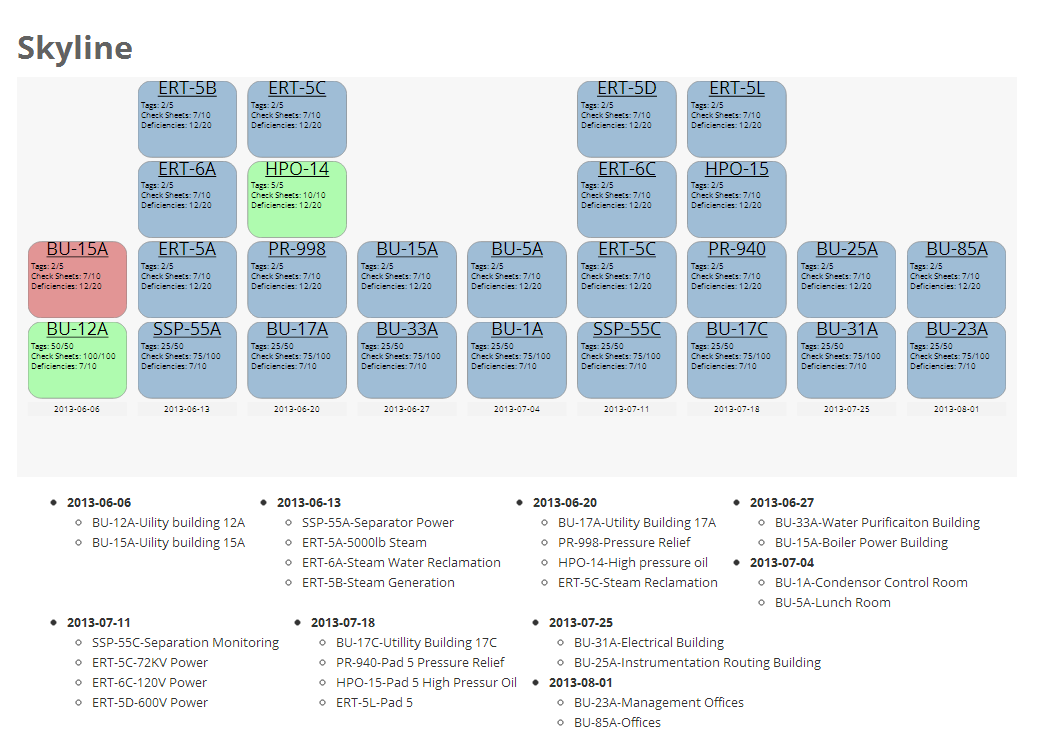 Skyline
ERT-5B
Tags: 2/5
Check Sheets: 7/10
Deficiencies: 12/20
ERT-5C
Tags: 2/5
Check Sheets: 7/10
Deficiencies: 12/20
ERT-5D
Tags: 2/5
Check Sheets: 7/10
Deficiencies: 12/20
ERT-5L
Tags: 2/5
Check Sheets: 7/10
Deficiencies: 12/20
ERT-6A
Tags: 2/5
Check Sheets: 7/10
Deficiencies: 12/20
HPO-14
Tags: 5/5
Check Sheets: 10/10
Deficiencies: 12/20
ERT-6C
Tags: 2/5
Check Sheets: 7/10
Deficiencies: 12/20
HPO-15
Tags: 2/5
Check Sheets: 7/10
Deficiencies: 12/20
BU-15A
Tags: 2/5
Check Sheets: 7/10
Deficiencies: 12/20
ERT-5A
Tags: 2/5
Check Sheets: 7/10
Deficiencies: 12/20
PR-998
Tags: 2/5
Check Sheets: 7/10
Deficiencies: 12/20
BU-15A
Tags: 2/5
Check Sheets: 7/10
Deficiencies: 12/20
BU-5A
Tags: 2/5
Check Sheets: 7/10
Deficiencies: 12/20
ERT-5C
Tags: 2/5
Check Sheets: 7/10
Deficiencies: 12/20
PR-940
Tags: 2/5
Check Sheets: 7/10
Deficiencies: 12/20
BU-25A
Tags: 2/5
Check Sheets: 7/10
Deficiencies: 12/20
BU-85A
Tags: 2/5
Check Sheets: 7/10
Deficiencies: 12/20
BU-12A
Tags: 50/50
Check Sheets: 100/100
Deficiencies: 7/10
SSP-55A
Tags: 25/50
Check Sheets: 75/100
Deficiencies: 7/10
BU-17A
Tags: 25/50
Check Sheets: 75/100
Deficiencies: 7/10
BU-33A
Tags: 25/50
Check Sheets: 75/100
Deficiencies: 7/10
BU-1A
Tags: 25/50
Check Sheets: 75/100
Deficiencies: 7/10
SSP-55C
Tags: 25/50
Check Sheets: 75/100
Deficiencies: 7/10
BU-17C
Tags: 25/50
Check Sheets: 75/100
Deficiencies: 7/10
BU-31A
Tags: 25/50
Check Sheets: 75/100
Deficiencies: 7/10
BU-23A
Tags: 25/50
Check Sheets: 75/100
Deficiencies: 7/10
2013-06-06 2013-06-13 2013-06-20 2013-06-27 2013-07-04 2013-07-11 2013-07-18 2013-07-25 2013-08-01
2013-06-06
BU-12A-Uility building 12A
BU-15A-Uility building 15A
2013-06-13
SSP-55A-Separator Power
ERT-5A-5000lb Steam
ERT-6A-Steam Water Reclamation
ERT-5B-Steam Generation
2013-06-20
BU-17A-Utility Building 17A
PR-998-Pressure Relief
HPO-14-High pressure oil
ERT-5C-Steam Reclamation
2013-06-27
BU-33A-Water Purificaiton Building
BU-15A-Boiler Power Building
2013-07-04
BU-1A-Condensor Control Room
BU-5A-Lunch Room
2013-07-11
SSP-55C-Separation Monitoring
ERT-5C-72KV Power
ERT-6C-120V Power
ERT-5D-600V Power
2013-07-18
BU-17C-Utillity Building 17C
PR-940-Pad 5 Pressure Relief
HPO-15-Pad 5 High Pressur Oil
ERT-5L-Pad 5
2013-07-25
BU-31A-Electrical Building
BU-25A-Instrumentation Routing Building
2013-08-01
BU-23A-Management Offices
BU-85A-Offices